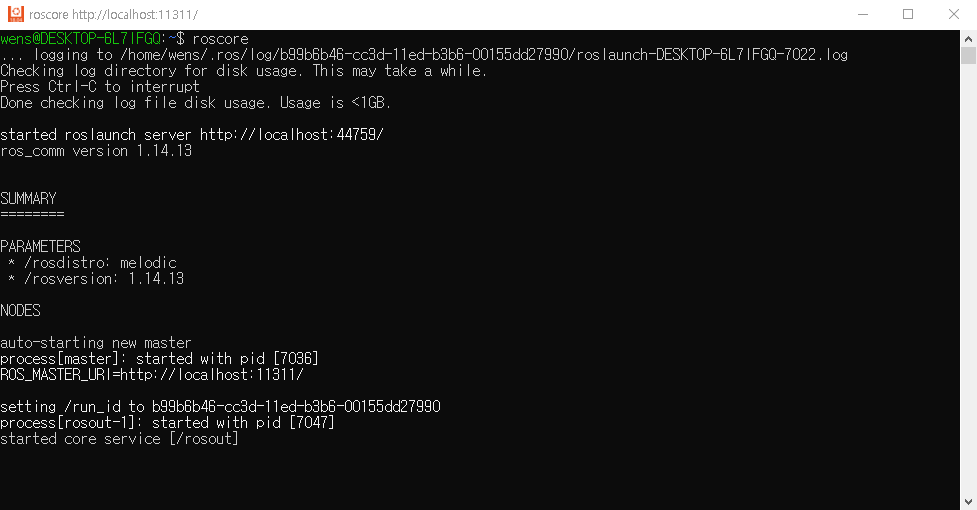 roscore http://localhost:11311/
wens@DESKTOP-6L7IFGQ:~$ roscore
... logging to /home/wens/.ros/log/b99b6b46-cc3d-11ed-b3b6-00155dd27990/roslaunch-DESKTOP-6L7IFGQ-7022.log
Checking log directory for disk usage. This may take a while.
Press Ctrl-C to interrupt
Done checking log file disk usage. Usage is <1GB.

started roslaunch server http://localhost:44759/
ros_comm version 1.14.13


SUMMARY
========

PARAMETERS
 * /rosdistro: melodic
 * /rosversion: 1.14.13

NODES

auto-starting new master
process[master]: started with pid [7036]
ROS_MASTER_URI=http://localhost:11311/

setting /run_id to b99b6b46-cc3d-11ed-b3b6-00155dd27990
process[rosout-1]: started with pid [7047]
started core service [/rosout]